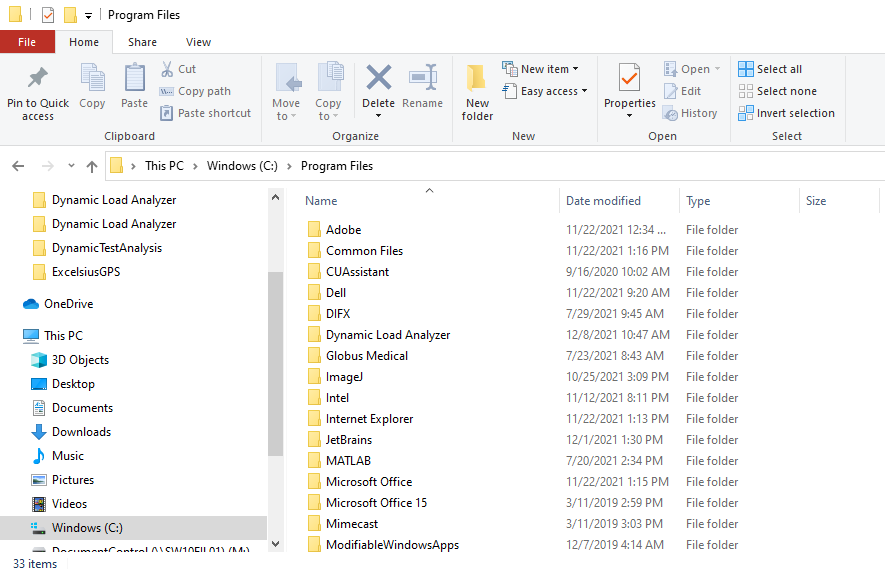 Program Files
File Home Share View
Pin to Quick access
Copy
Paste
Cut
Copy path
Paste shortcut
Clipboard
Move to
Copy to
Delete
Rename
Organize
New folder
New item
Easy access
New
Properties
Open
Edit
History
Open
Select all
Select none
Invert selection
Select
This PC > Windows (C:) > Program Files
Dynamic Load Analyzer
Dynamic Load Analyzer
DynamicTestAnalysis
ExcelsiusGPS
OneDrive
This PC
3D Objects
Desktop
Documents
Downloads
Music
Pictures
Videos
Windows (C:)
DocumentControl (\\SW10FIL01) (M:)
Name Date modified Type Size
Adobe 11/22/2021 12:34 ... File folder
Common Files 11/22/2021 1:16 PM File folder
CUAssistant 9/16/2020 10:02 AM File folder
Dell 11/22/2021 9:20 AM File folder
DIFX 7/29/2021 9:45 AM File folder
Dynamic Load Analyzer 12/8/2021 10:47 AM File folder
Globus Medical 7/23/2021 8:43 AM File folder
ImageJ 10/25/2021 3:09 PM File folder
Intel 11/12/2021 8:11 PM File folder
Internet Explorer 11/22/2021 1:13 PM File folder
JetBrains 12/1/2021 1:30 PM File folder
MATLAB 7/20/2021 2:34 PM File folder
Microsoft Office 11/22/2021 1:15 PM File folder
Microsoft Office 15 3/11/2019 2:59 PM File folder
Mimecast 3/11/2019 3:03 PM File folder
ModifiableWindowsApps 12/7/2019 4:14 AM File folder
33 items